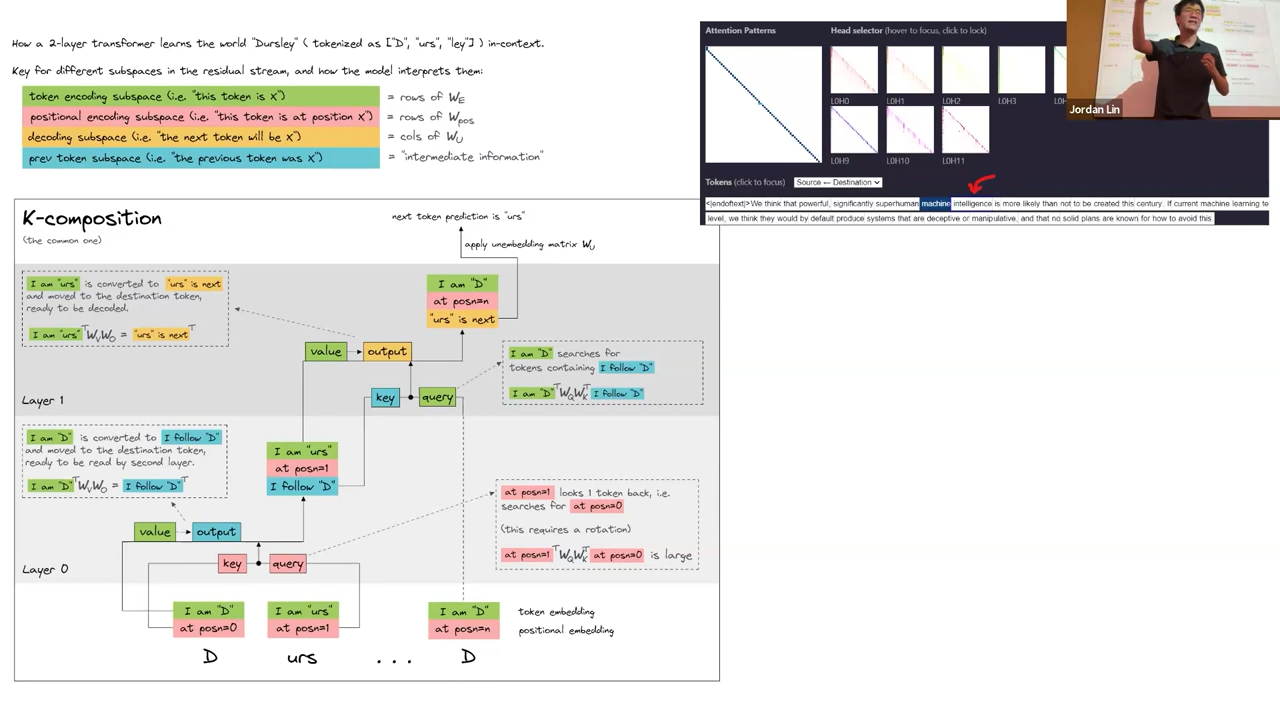 How a 2-layer transformer learns the world "Dursley" ( tokenized as ["D", "urs", "ley"] ) in-context.
Key for different subspaces in the residual stream, and how the model interprets them:
token encoding subspace (i.e. "this token is X") = rows of W_E
positional encoding subspace (i.e. "this token is at position X") = rows of W_pos
decoding subspace (i.e. "the next token will be X") = cols of W_U
prev token subspace (i.e. "the previous token was X") = "intermediate information"
K-composition
(the common one)
next token prediction is "urs"
apply unembedding matrix W_U
I am "urs" is converted to "urs" is next
and moved to the destination token,
ready to be decoded.
I am "urs"^T W_V W_O = "urs" is next^T
I am "D"
at posn=n
"urs" is next
value
output
I am "D" searches for
tokens containing I follow "D"
I am "D"^T W_Q W_K^T I follow "D"
key
query
Layer 1
I am "D" is converted to I follow "D"
and moved to the destination token,
ready to be read by second layer.
I am "D"^T W_V W_O = I follow "D"^T
I am "urs"
at posn=1
I follow "D"
at posn=1 looks 1 token back, i.e.
searches for at posn=0
(this requires a rotation)
at posn=1^T W_Q W_K^T at posn=0 is large
value
output
key
query
Layer 0
I am "D"
at posn=0
I am "urs"
at posn=1
I am "D"
at posn=n
token embedding
positional embedding
D urs ... D
Attention Patterns
Head selector (hover to focus, click to lock)
L0H0 L0H1 L0H2 L0H3
L0H9 L0H10 L0H11
Tokens (click to focus) Source ← Destination
<|endoftext|>We think that powerful, significantly superhuman machine intelligence is more likely than not to be created this century. If current machine learning te
level, we think they would by default produce systems that are deceptive or manipulative, and that no solid plans are known for how to avoid this.
Jordan Lin